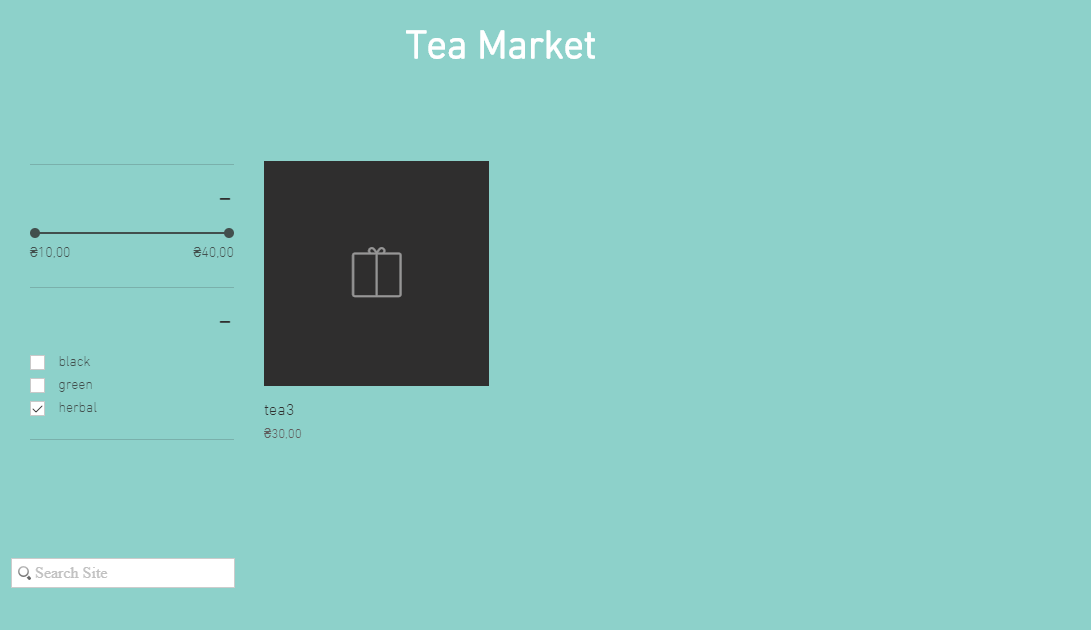 Tea Market
₴10,00 ₴40,00
black
green
herbal
tea3
₴30,00
Search Site